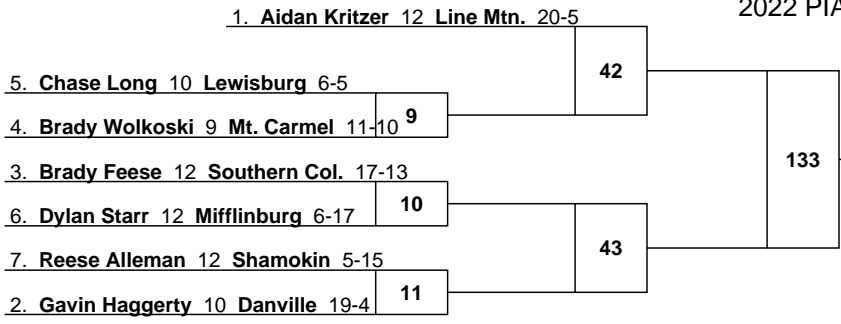 2022 PIA
1. Aidan Kritzer 12 Line Mtn. 20-5
42
5. Chase Long 10 Lewisburg 6-5
9
4. Brady Wolkoski 9 Mt. Carmel 11-10
3. Brady Feese 12 Southern Col. 17-13
133
10
6. Dylan Starr 12 Mifflinburg 6-17
43
7. Reese Alleman 12 Shamokin 5-15
11
2. Gavin Haggerty 10 Danville 19-4